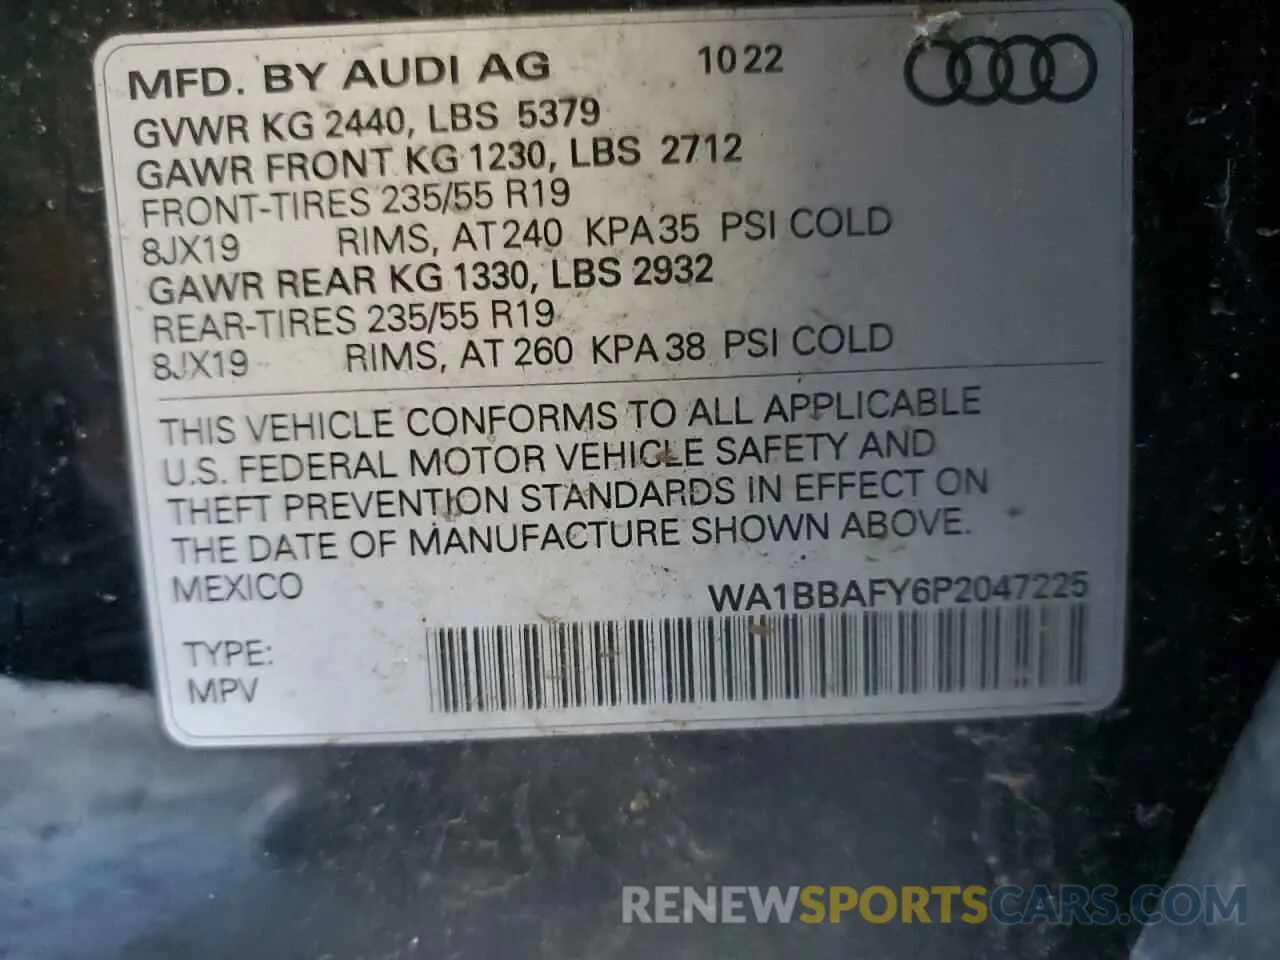 MFD. BY AUDI AG 1022
GVWR KG 2440, LBS 5379
GAWR FRONT KG 1230, LBS 2712
FRONT-TIRES 235/55 R19
8JX19 RIMS, AT 240 KPA 35 PSI COLD
GAWR REAR KG 1330, LBS 2932
REAR-TIRES 235/55 R19
8JX19 RIMS, AT 260 KPA 38 PSI COLD
THIS VEHICLE CONFORMS TO ALL APPLICABLE
U.S. FEDERAL MOTOR VEHICLE SAFETY AND
THEFT PREVENTION STANDARDS IN EFFECT ON
THE DATE OF MANUFACTURE SHOWN ABOVE.
MEXICO WA1BBAFY6P2047225
TYPE:
MPV
RENEWSPORTSCARS.COM